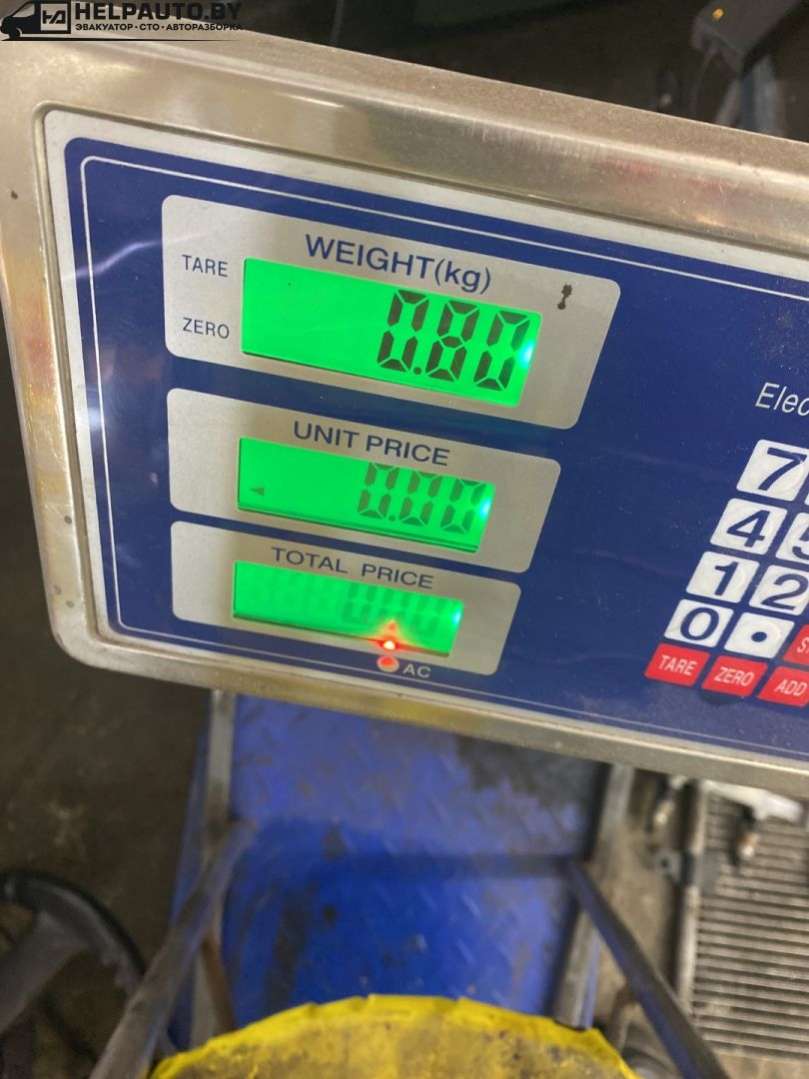 HELPAUTO.BY
ЭВАКУАТОР · СТО · АВТОРАЗБОРКА
WEIGHT(kg)
TARE
ZERO
0.80
UNIT PRICE
0.00
TOTAL PRICE
AC
Elec
7
4 5
1 2
0 .
TARE ZERO ADD